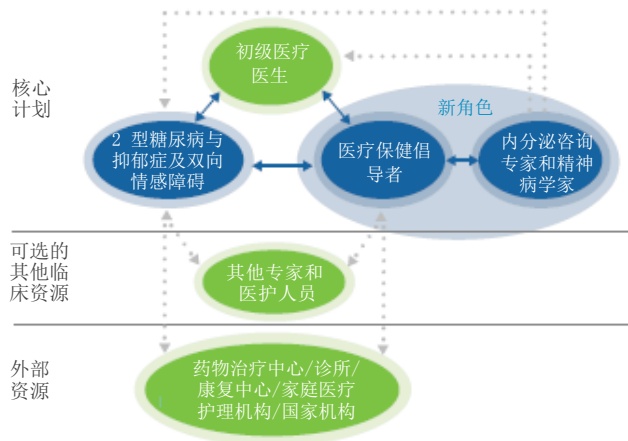 核心
计划
初级医疗
医生
新角色
2 型糖尿病与
抑郁症及双向
情感障碍
医疗保健倡
导者
内分泌咨询
专家和精神
病学家
可选的
其他临
床资源
其他专家和
医护人员
外部
资源
药物治疗中心/诊所/
康复中心/家庭医疗
护理机构/国家机构